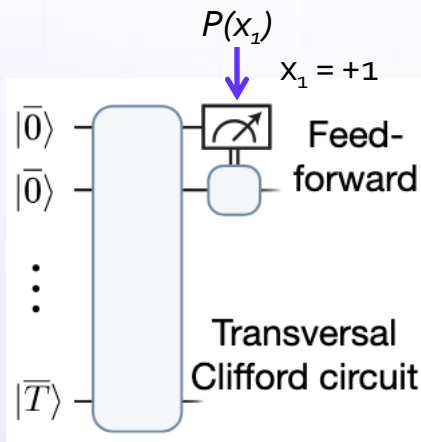 P(x₁)
x₁ = +1
|0̅⟩
Feed-
forward
|0̅⟩
⋮
Transversal
Clifford circuit
|T̅⟩